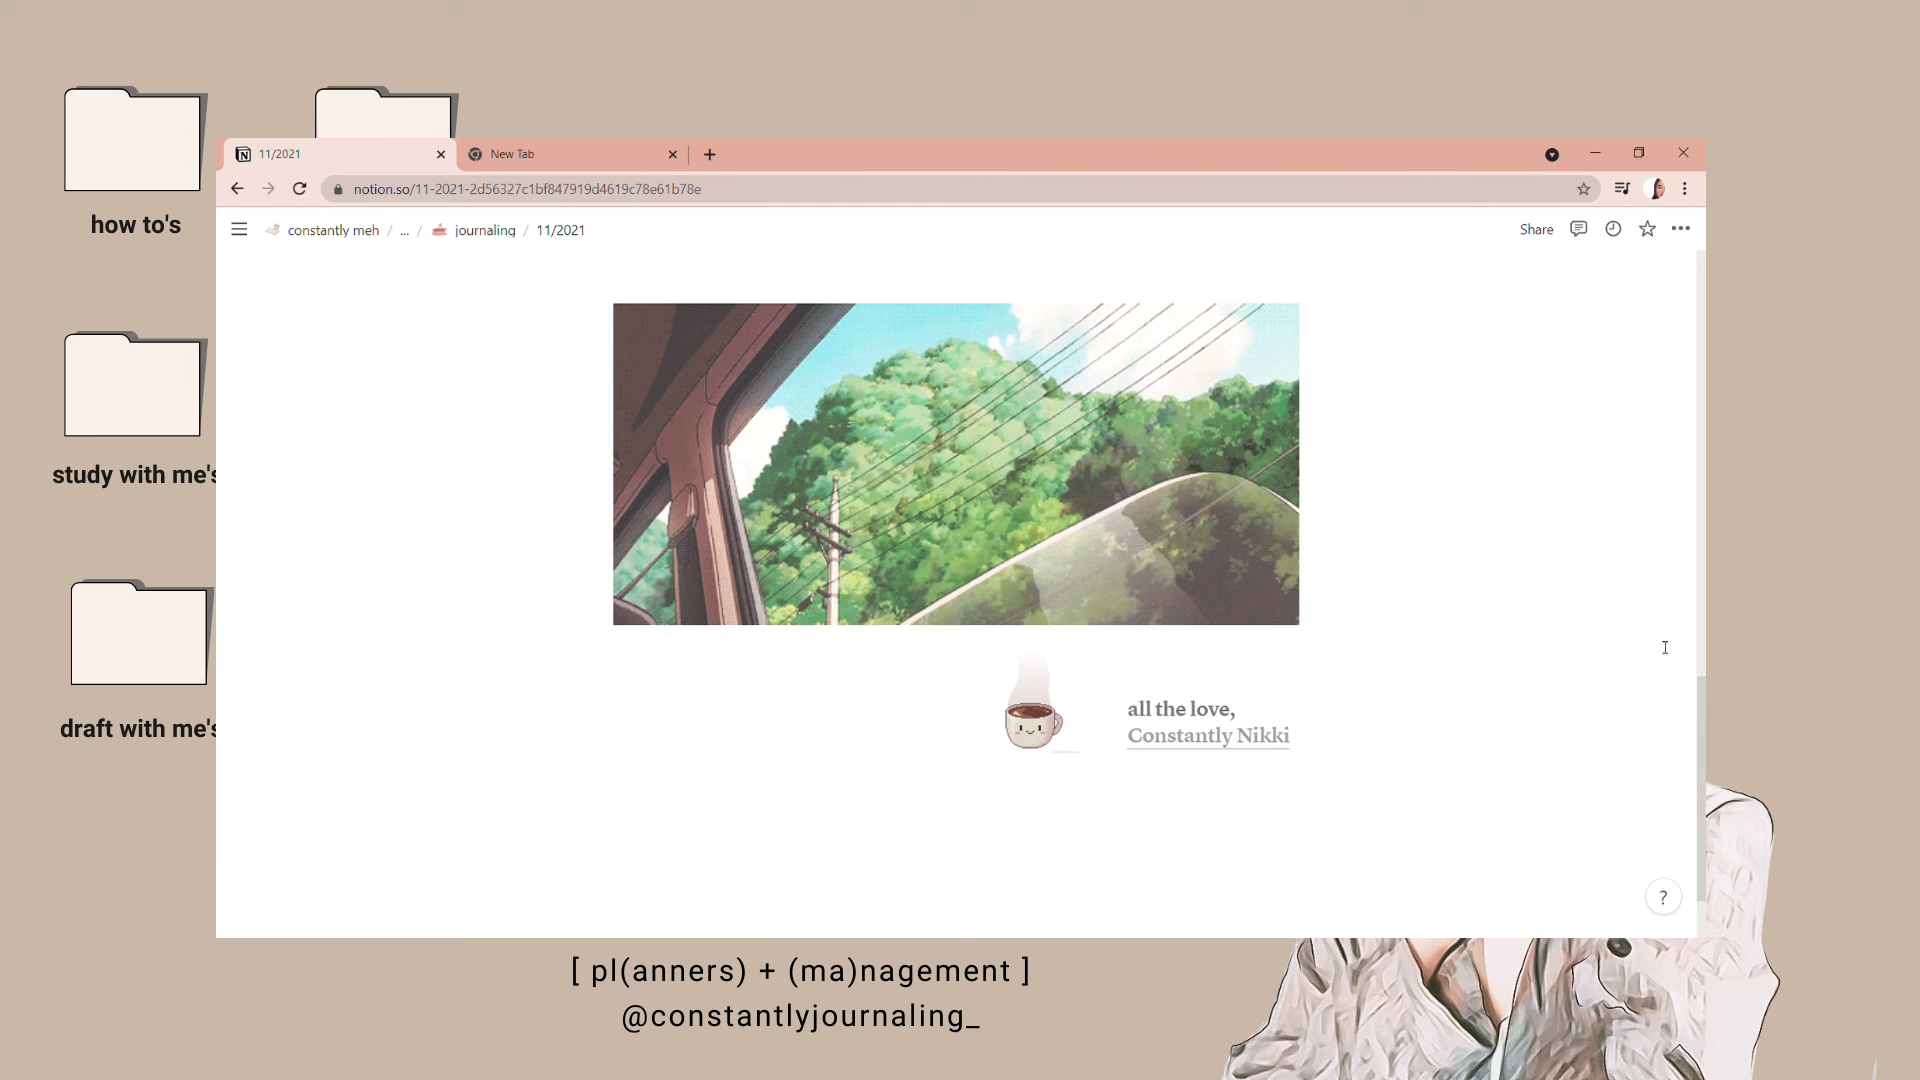 how to's
study with me's
draft with me's
11/2021
New Tab
notion.so/11-2021-2d56327c1bf847919d4619c78e61b78e
constantly meh / ... / journaling / 11/2021
Share
all the love,
Constantly Nikki
?
[ pl(anners) + (ma)nagement ]
@constantlyjournaling_